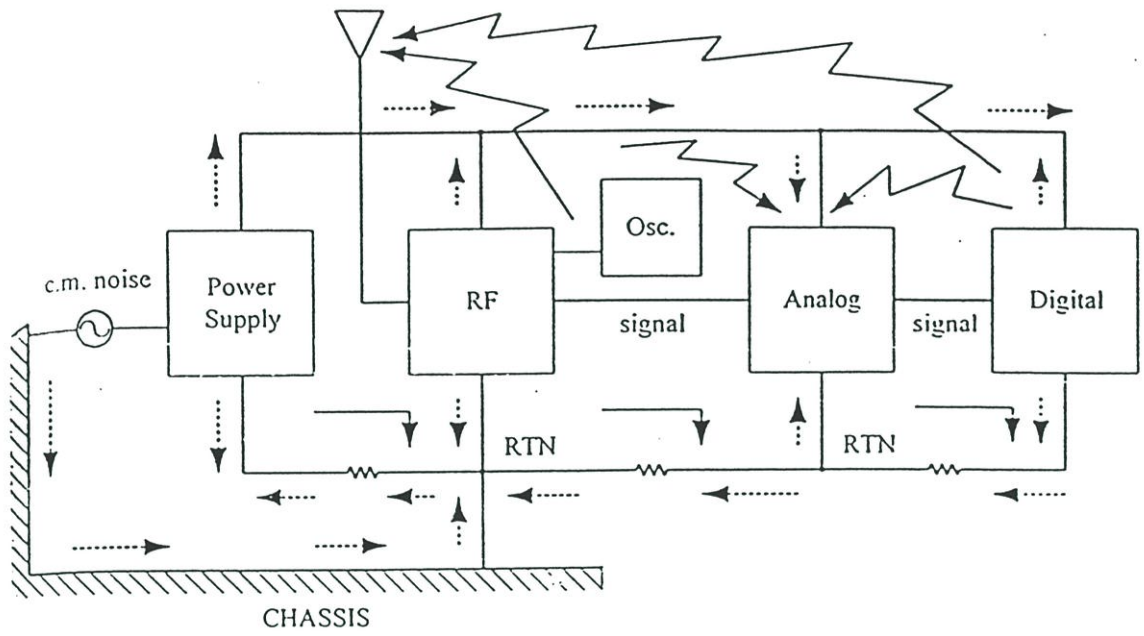 Osc.
c.m. noise
Power
Supply
RF
Analog
Digital
signal
signal
RTN
RTN
CHASSIS